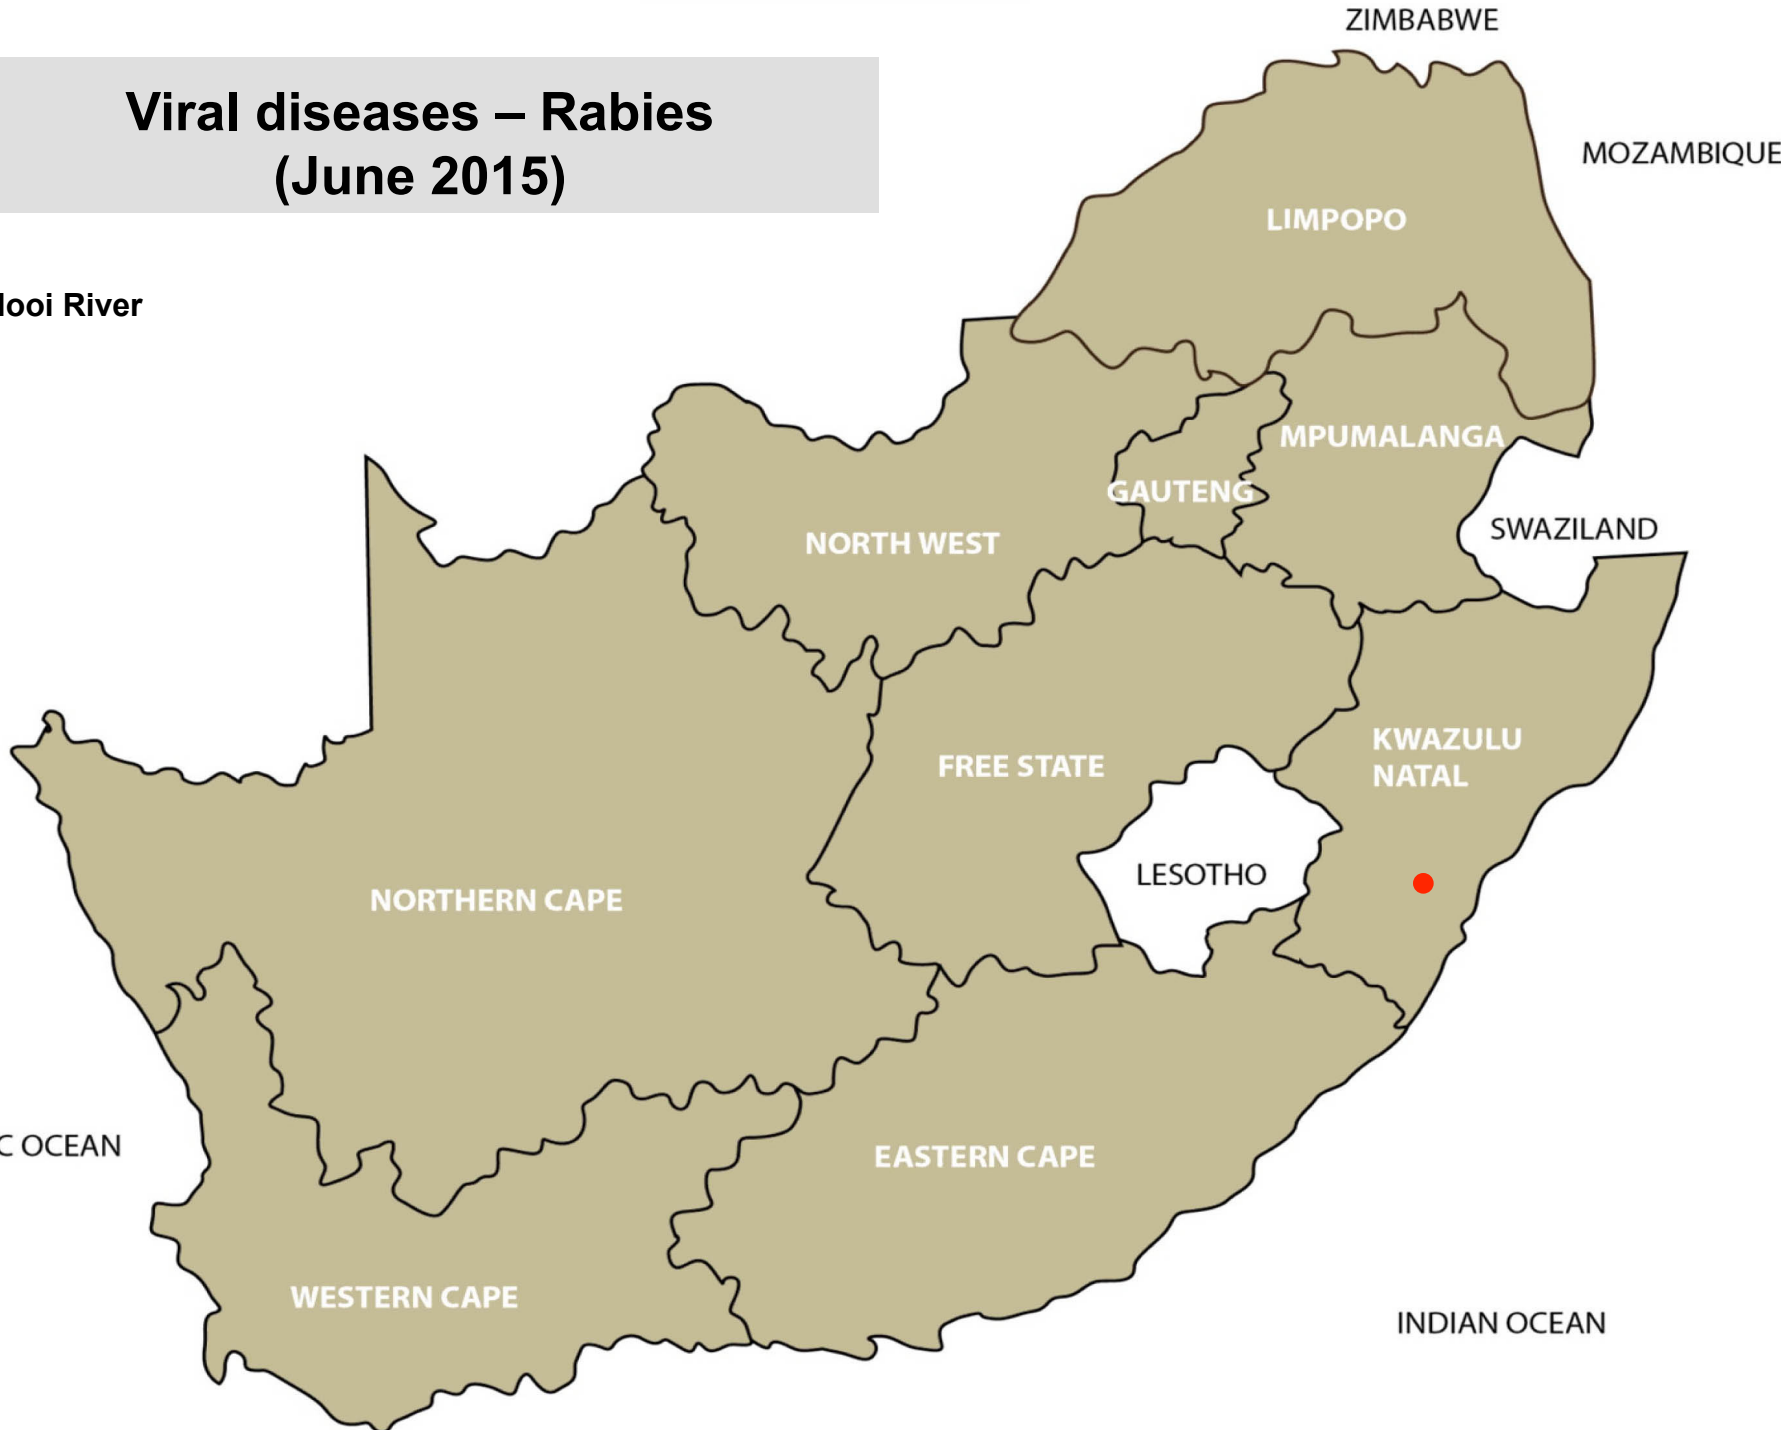 ZIMBABWE
Viral diseases – Rabies
(June 2015)
MOZAMBIQUE
LIMPOPO
River
MPUMALANGA
GAUTENG
NORTH WEST
SWAZILAND
KWAZULU
NATAL
FREE STATE
LESOTHO
NORTHERN CAPE
OCEAN
EASTERN CAPE
WESTERN CAPE
INDIAN OCEAN